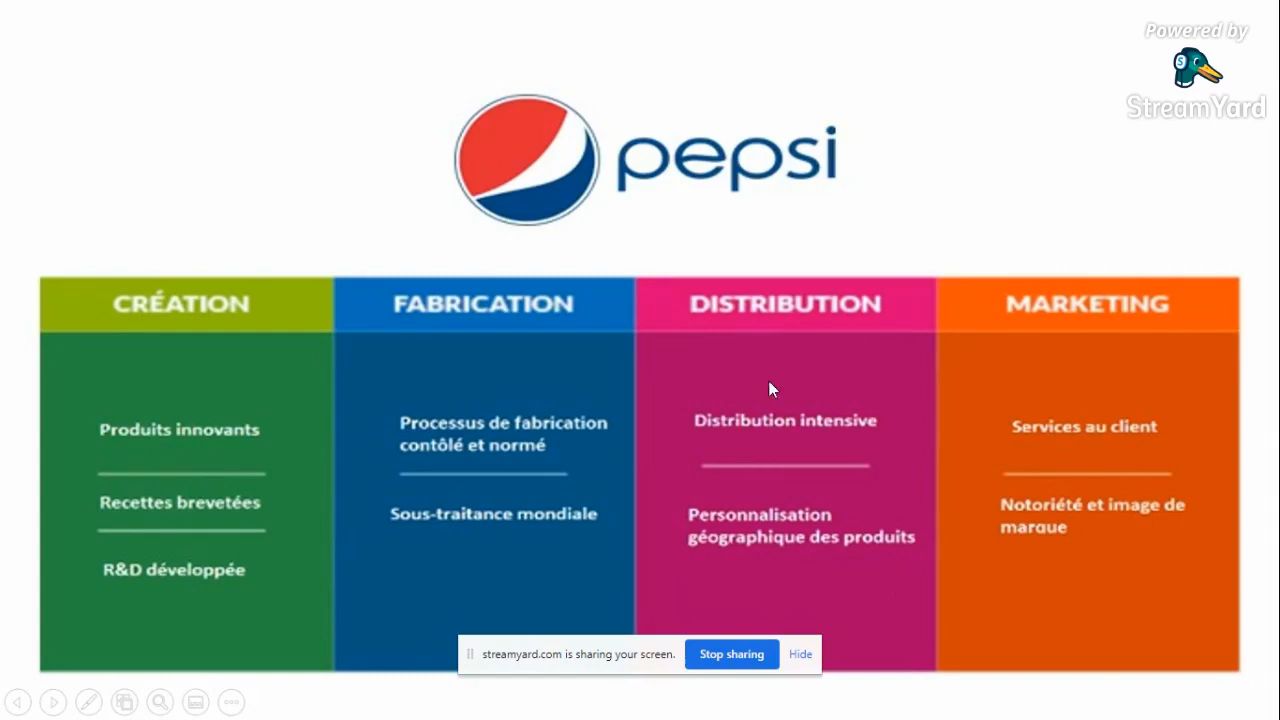 Powered by
StreamYard
pepsi
CRÉATION
Produits innovants
Recettes brevetées
R&D développée
FABRICATION
Processus de fabrication
contôlé et normé
Sous-traitance mondiale
DISTRIBUTION
Distribution intensive
Personnalisation
géographique des produits
MARKETING
Services au client
Notoriété et image de
marque
streamyard.com is sharing your screen. Stop sharing Hide